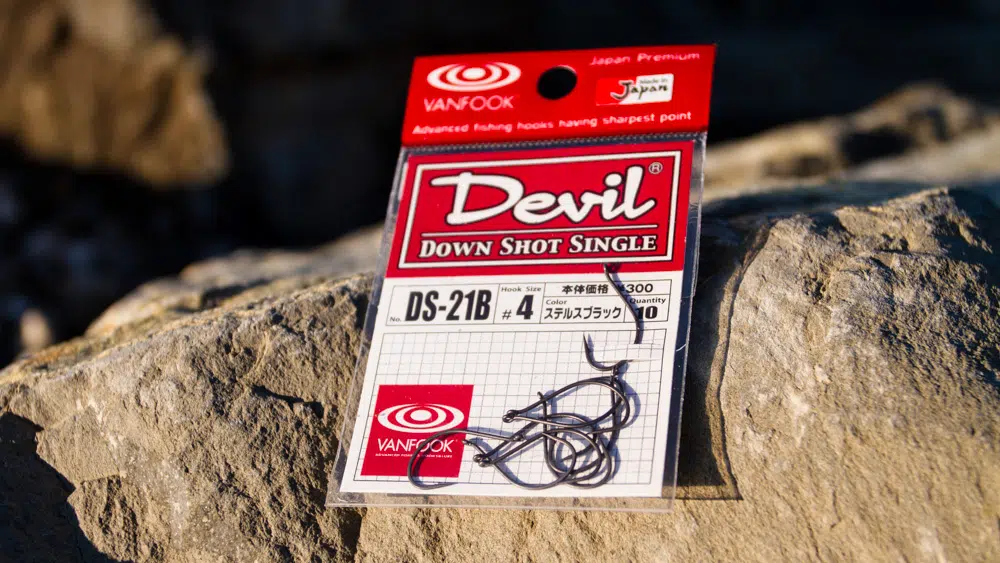 Japan Premium
VANFOOK
Made in
Japan
Advanced fishing hooks having sharpest point
Devil®
DOWN SHOT SINGLE
No. DS-21B
Hook Size
#4
本体価格 ¥300
Color
ステルスブラック
Quantity
10
VANFOOK